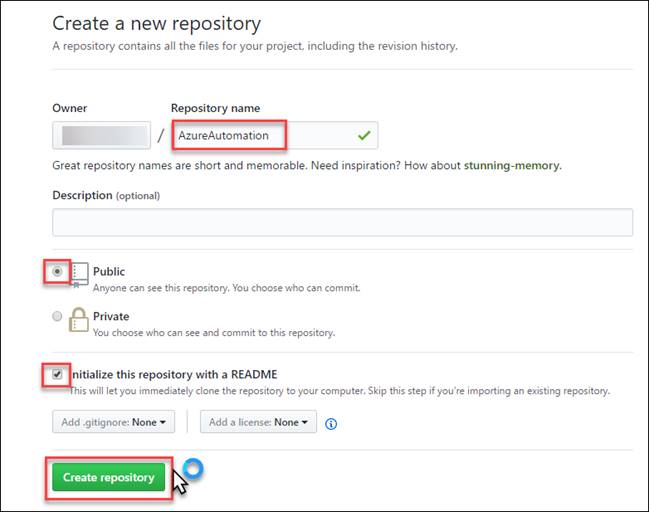 Create a new repository
A repository contains all the files for your project, including the revision history.
Owner Repository name
/ AzureAutomation
Great repository names are short and memorable. Need inspiration? How about stunning-memory.
Description (optional)
Public
Anyone can see this repository. You choose who can commit.
Private
You choose who can see and commit to this repository.
nitialize this repository with a README
This will let you immediately clone the repository to your computer. Skip this step if you're importing an existing repository.
Add .gitignore: None Add a license: None
Create repository